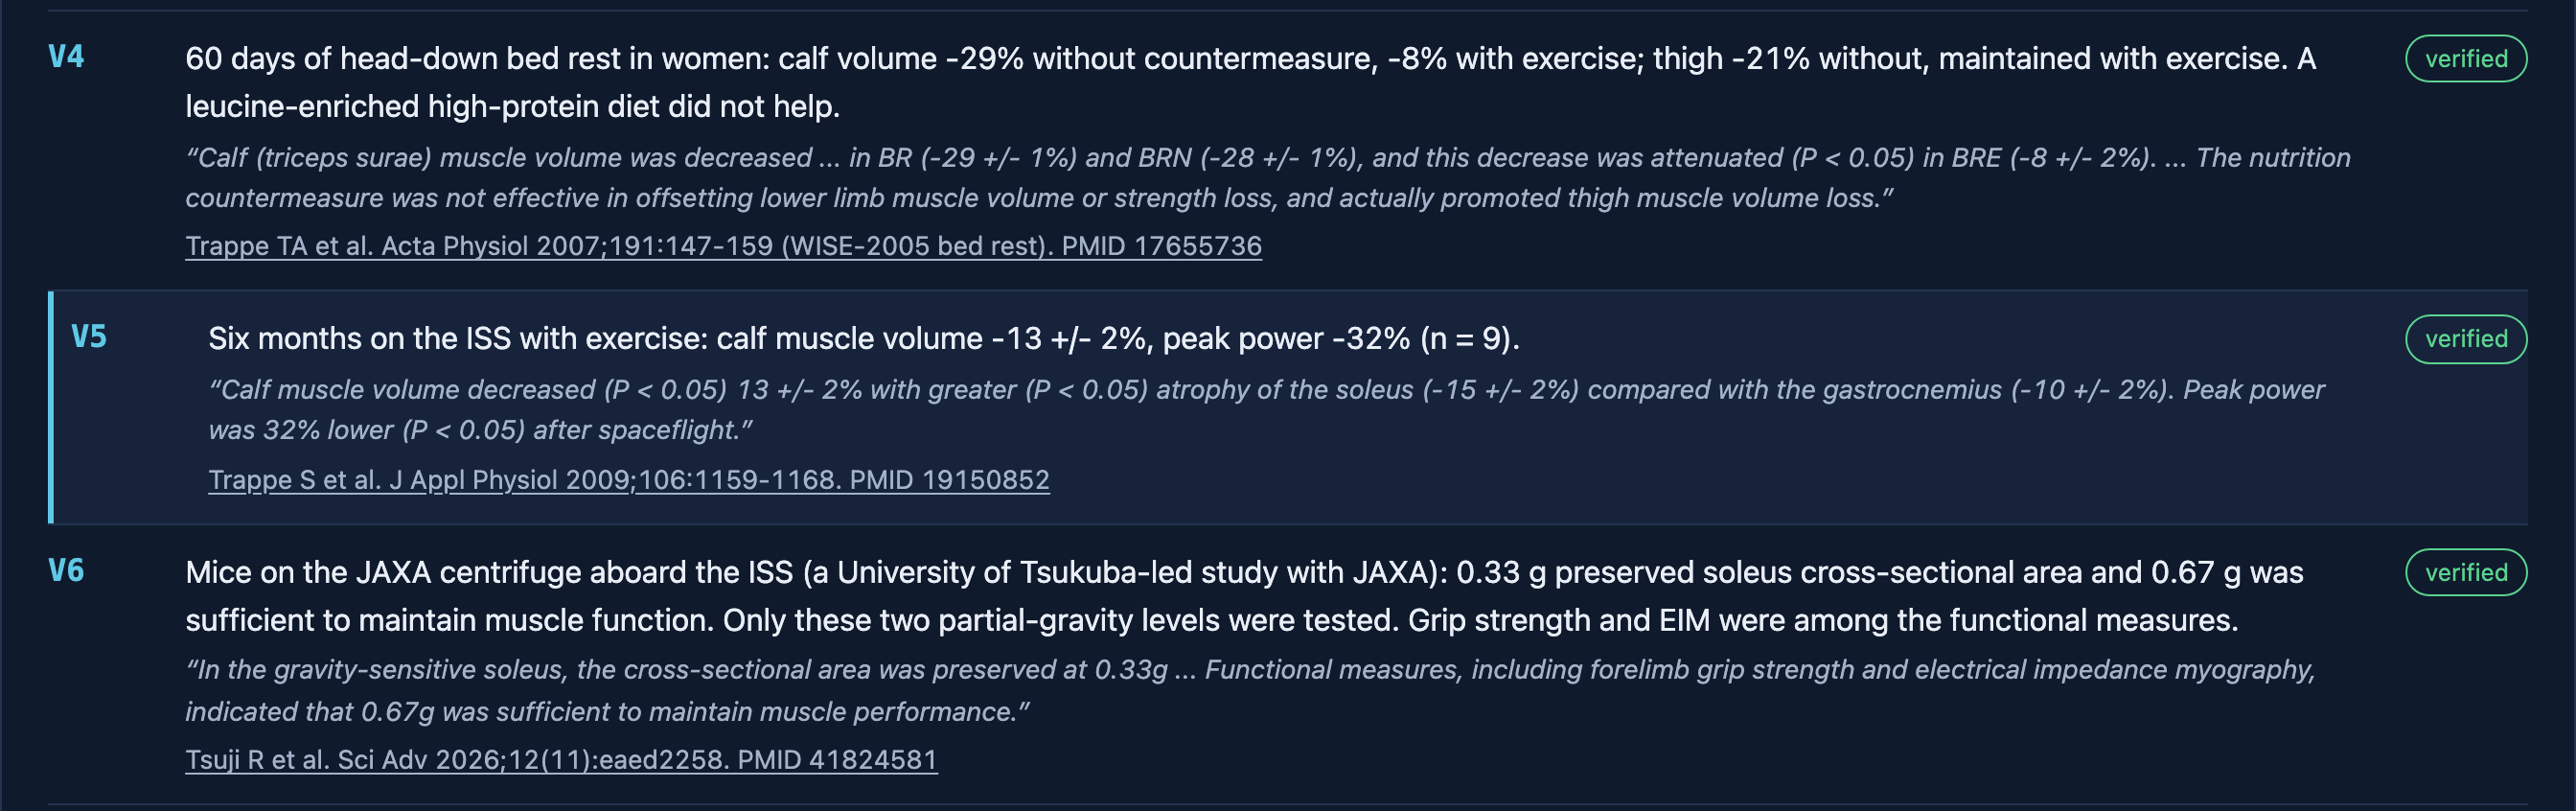 V4
60 days of head-down bed rest in women: calf volume -29% without countermeasure, -8% with exercise; thigh -21% without, maintained with exercise. A
leucine-enriched high-protein diet did not help.
verified
“Calf (triceps surae) muscle volume was decreased ... in BR (-29 +/- 1%) and BRN (-28 +/- 1%), and this decrease was attenuated (P < 0.05) in BRE (-8 +/- 2%). ... The nutrition
countermeasure was not effective in offsetting lower limb muscle volume or strength loss, and actually promoted thigh muscle volume loss.”
Trappe TA et al. Acta Physiol 2007;191:147-159 (WISE-2005 bed rest). PMID 17655736
V5
Six months on the ISS with exercise: calf muscle volume -13 +/- 2%, peak power -32% (n = 9).
verified
“Calf muscle volume decreased (P < 0.05) 13 +/- 2% with greater (P < 0.05) atrophy of the soleus (-15 +/- 2%) compared with the gastrocnemius (-10 +/- 2%). Peak power
was 32% lower (P < 0.05) after spaceflight.”
Trappe S et al. J Appl Physiol 2009;106:1159-1168. PMID 19150852
V6
Mice on the JAXA centrifuge aboard the ISS (a University of Tsukuba-led study with JAXA): 0.33 g preserved soleus cross-sectional area and 0.67 g was
sufficient to maintain muscle function. Only these two partial-gravity levels were tested. Grip strength and EIM were among the functional measures.
verified
“In the gravity-sensitive soleus, the cross-sectional area was preserved at 0.33g ... Functional measures, including forelimb grip strength and electrical impedance myography,
indicated that 0.67g was sufficient to maintain muscle performance.”
Tsuji R et al. Sci Adv 2026;12(11):eaed2258. PMID 41824581